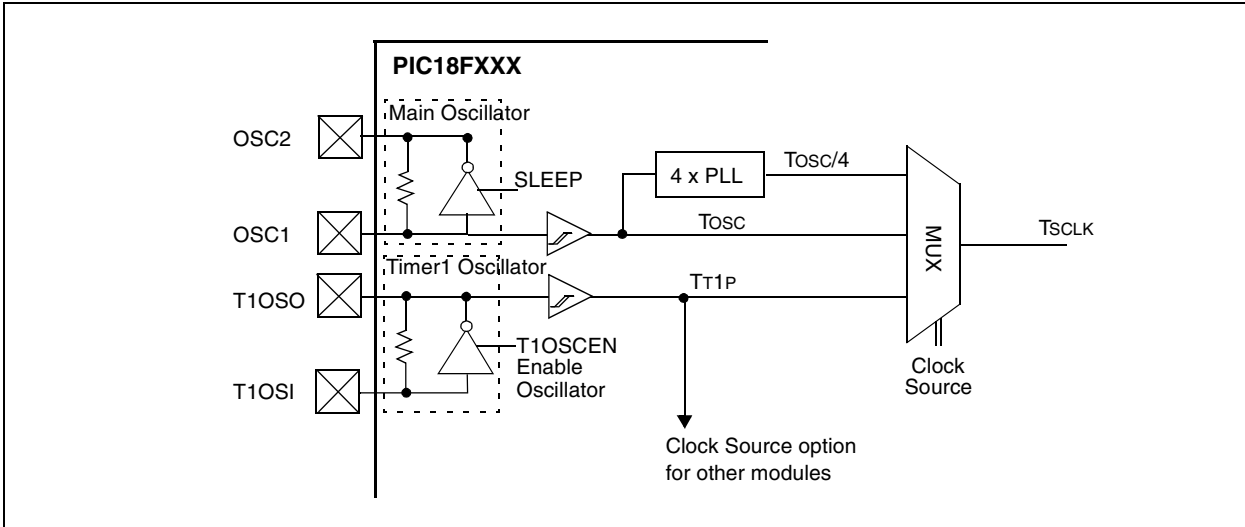 PIC18FXXX
Main Oscillator
OSC2
SLEEP
4 x PLL
TOSC/4
OSC1
TOSC
MUX
TSCLK
Timer1 Oscillator
T1OSO
TT1P
T1OSCEN
Enable
Oscillator
T1OSI
Clock
Source
Clock Source option
for other modules